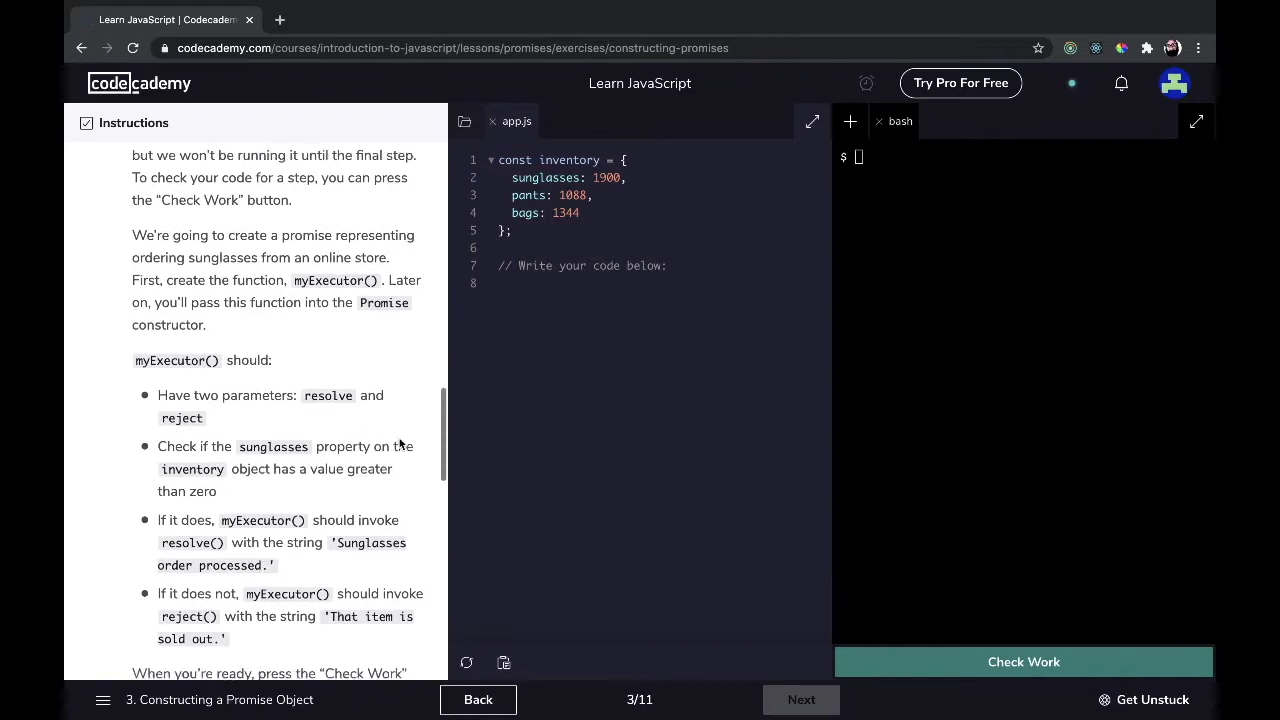 Learn JavaScript | Codecadem
codecademy.com/courses/introduction-to-javascript/lessons/promises/exercises/constructing-promises
codecademy
Learn JavaScript
Try Pro For Free
Instructions
but we won't be running it until the final step.
To check your code for a step, you can press
the “Check Work” button.
We're going to create a promise representing
ordering sunglasses from an online store.
First, create the function, myExecutor(). Later
on, you'll pass this function into the Promise
constructor.
myExecutor() should:
Have two parameters: resolve and
reject
Check if the sunglasses property on the
inventory object has a value greater
than zero
If it does, myExecutor() should invoke
resolve() with the string 'Sunglasses
order processed.'
If it does not, myExecutor() should invoke
reject() with the string 'That item is
sold out.'
When you're ready, press the “Check Work”
app.js
1 const inventory = {
2 sunglasses: 1900,
3 pants: 1088,
4 bags: 1344
5 };
6
7 // Write your code below:
8
bash
$
Check Work
3. Constructing a Promise Object
Back
3/11
Next
Get Unstuck